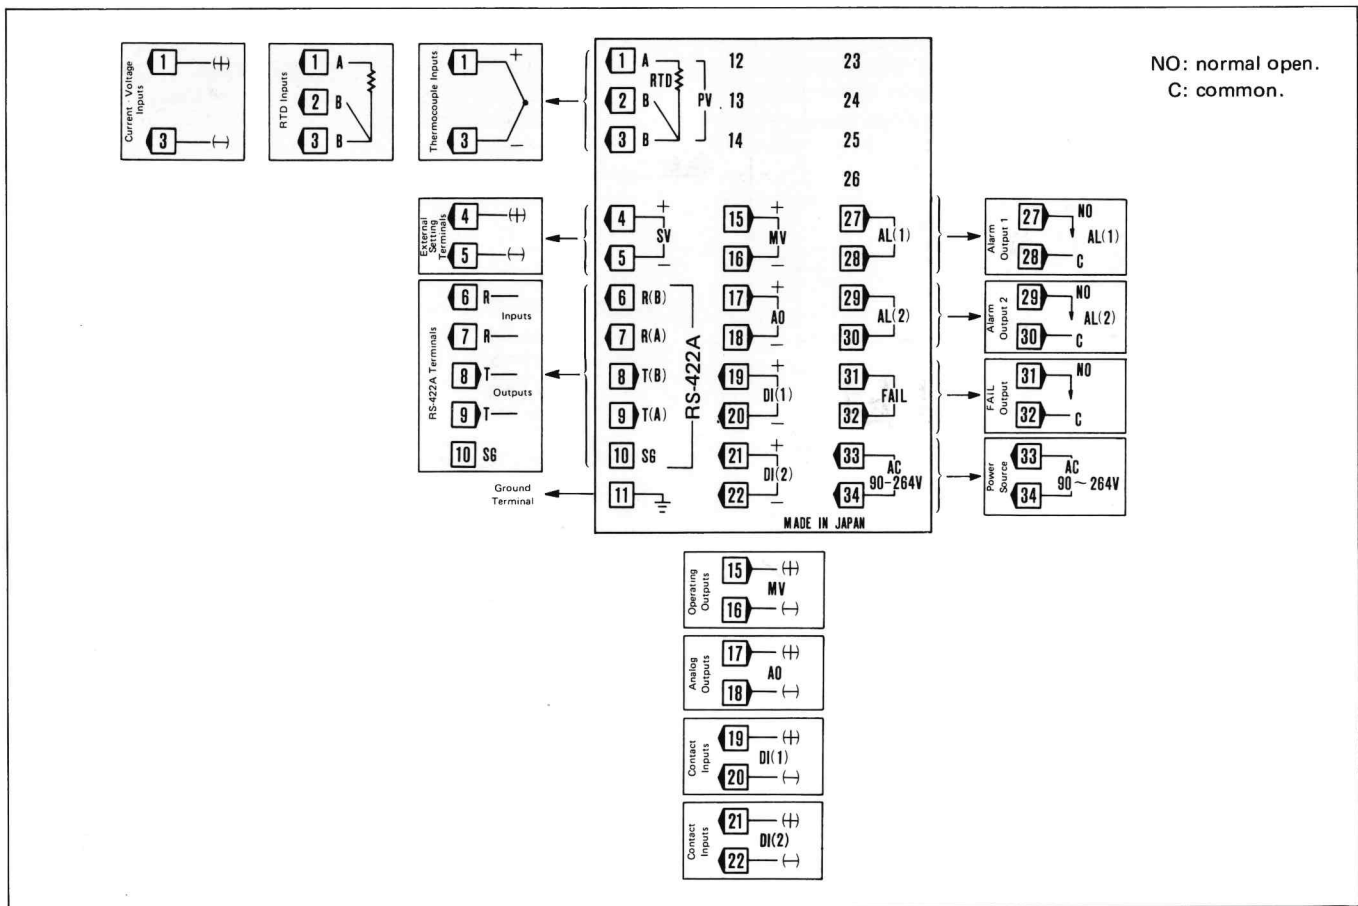 NO: normal open.
C: common.
Current · Voltage Inputs
1 (+)
3 (−)
RTD Inputs
1 A
2 B
3 B
Thermocouple Inputs
1 +
3 −
External Setting Terminals
4 (+)
5 (−)
RS-422A Terminals
6 R
Inputs
7 R
8 T
Outputs
9 T
10 SG
Ground Terminal
1 A
RTD
2 B
3 B
PV
4 +
SV
5 −
6 R(B)
7 R(A)
8 T(B)
9 T(A)
10 SG
RS-422A
11
12
13
14
15 +
MV
16 −
17 +
AO
18 −
19 +
DI(1)
20 −
21 +
DI(2)
22 −
23
24
25
26
27
AL(1)
28
29
AL(2)
30
31
FAIL
32
33
AC
90-264V
34
MADE IN JAPAN
Alarm Output 1
27 NO
AL(1)
28 C
Alarm Output 2
29 NO
AL(2)
30 C
FAIL Output
31 NO
32 C
Power Source
33
AC
90～264V
34
Operating Outputs
15 (+)
MV
16 (−)
Analog Outputs
17 (+)
AO
18 (−)
Contact Inputs
19 (+)
DI(1)
20 (−)
Contact Inputs
21 (+)
DI(2)
22 (−)